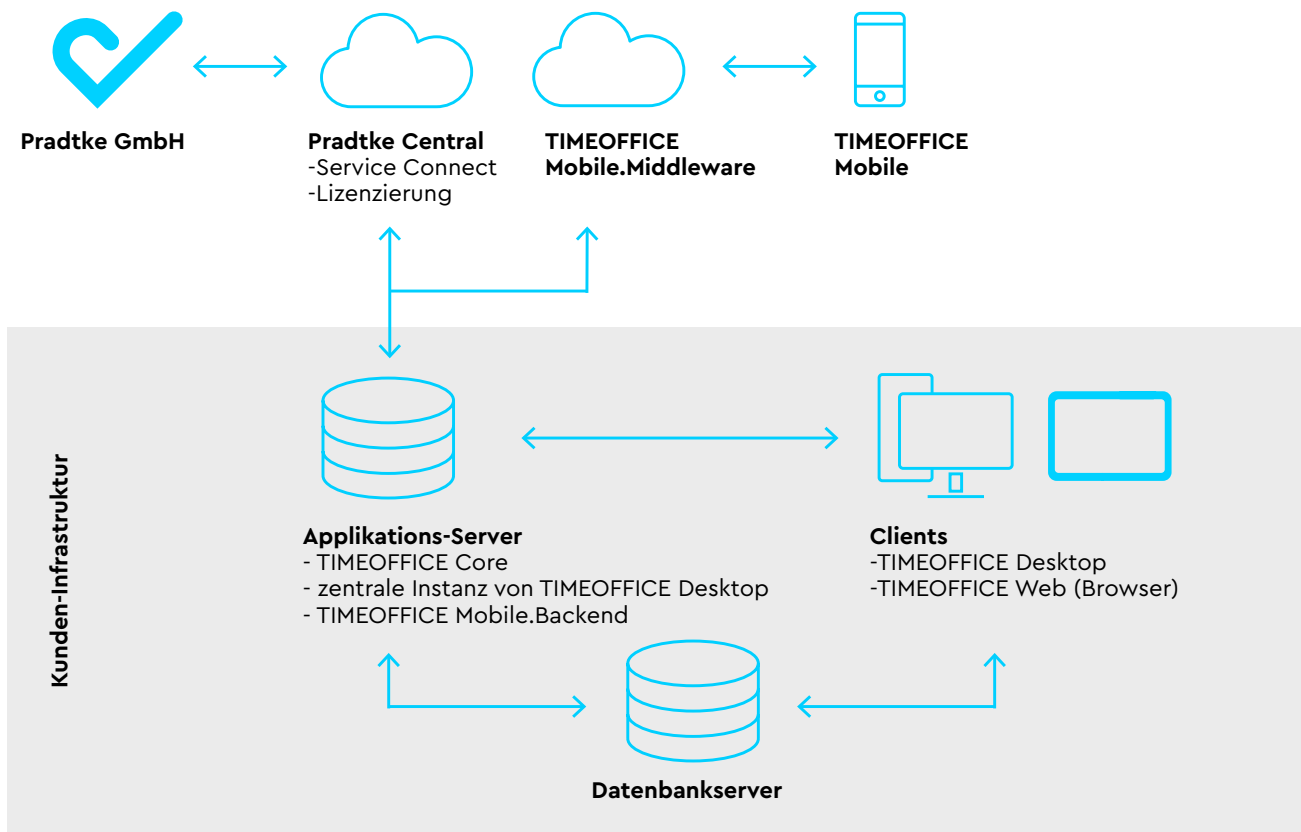 Pradtke GmbH
Pradtke Central
-Service Connect
-Lizenzierung
TIMEOFFICE
Mobile.Middleware
TIMEOFFICE
Mobile
Kunden-Infrastruktur
Applikations-Server
- TIMEOFFICE Core
- zentrale Instanz von TIMEOFFICE Desktop
- TIMEOFFICE Mobile.Backend
Clients
-TIMEOFFICE Desktop
-TIMEOFFICE Web (Browser)
Datenbankserver